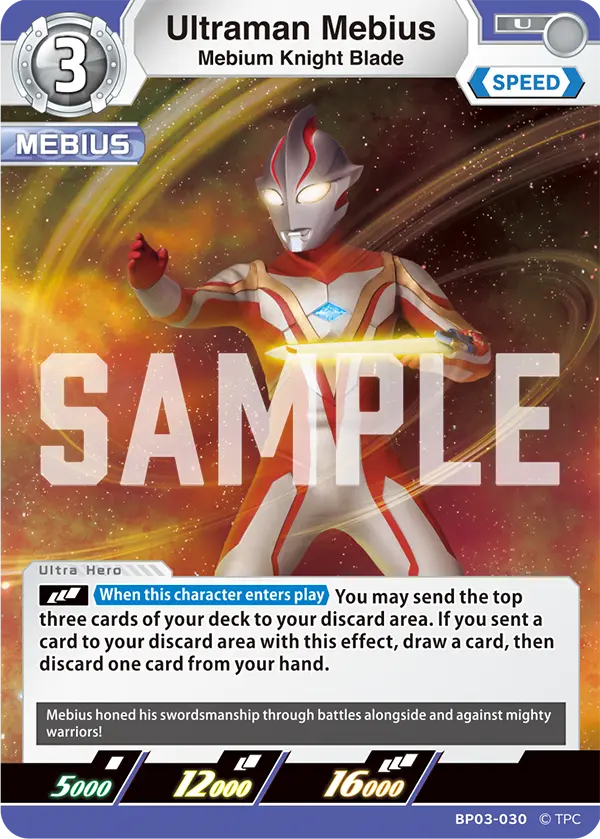 3
Ultraman Mebius
Mebium Knight Blade
U
SPEED
MEBIUS
SAMPLE
Ultra Hero
When this character enters play You may send the top
three cards of your deck to your discard area. If you sent a
card to your discard area with this effect, draw a card, then
discard one card from your hand.
Mebius honed his swordsmanship through battles alongside and against mighty
warriors!
5000
12000
16000
BP03-030 © TPC